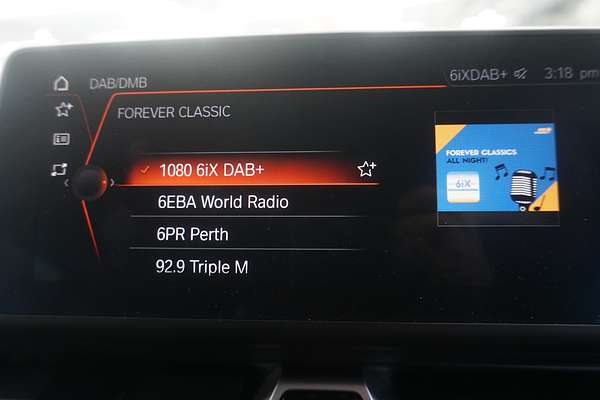 DAB/DMB
6iXDAB+ 3:18 pm
FOREVER CLASSIC
1080 6iX DAB+
6EBA World Radio
6PR Perth
92.9 Triple M
FOREVER CLASSICS
ALL NIGHT!
6iX